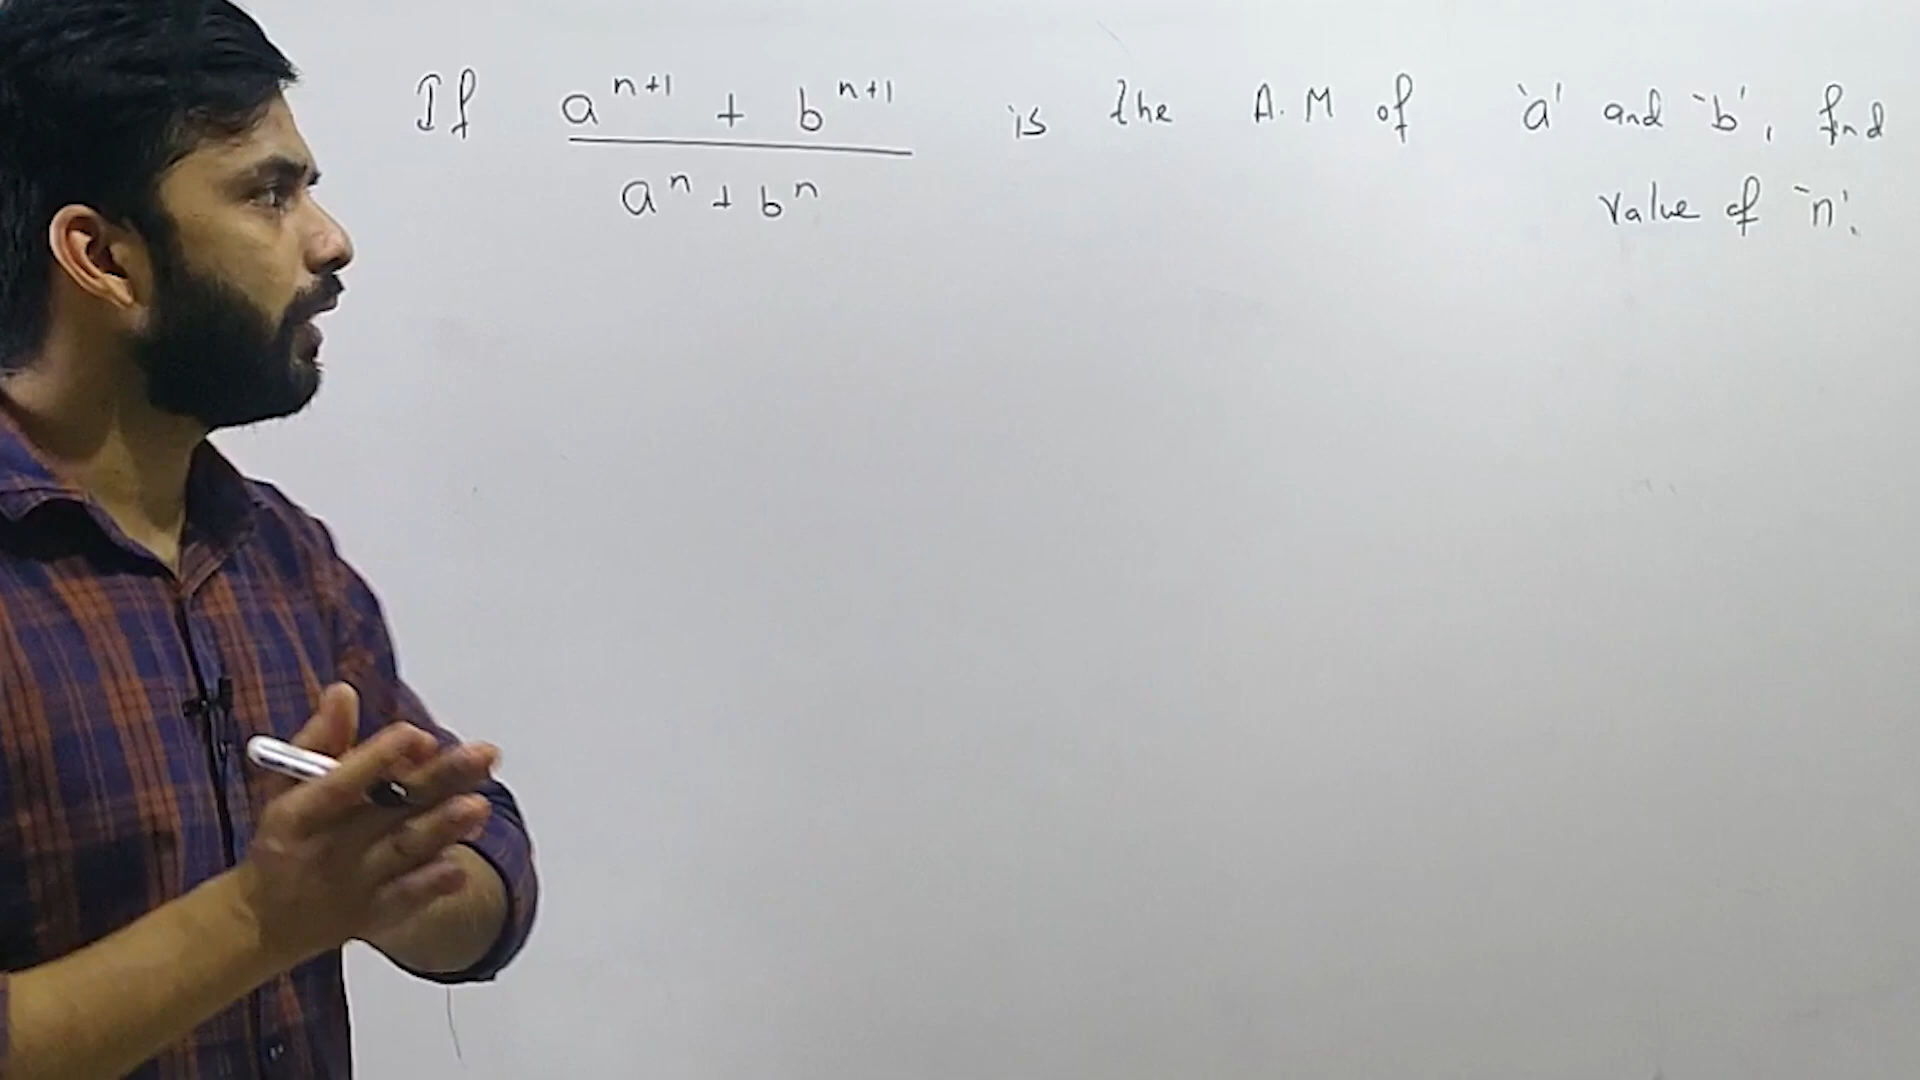 If a^{n+1} + b^{n+1} / a^n + b^n is the A.M of 'a' and 'b', find
value of 'n'.